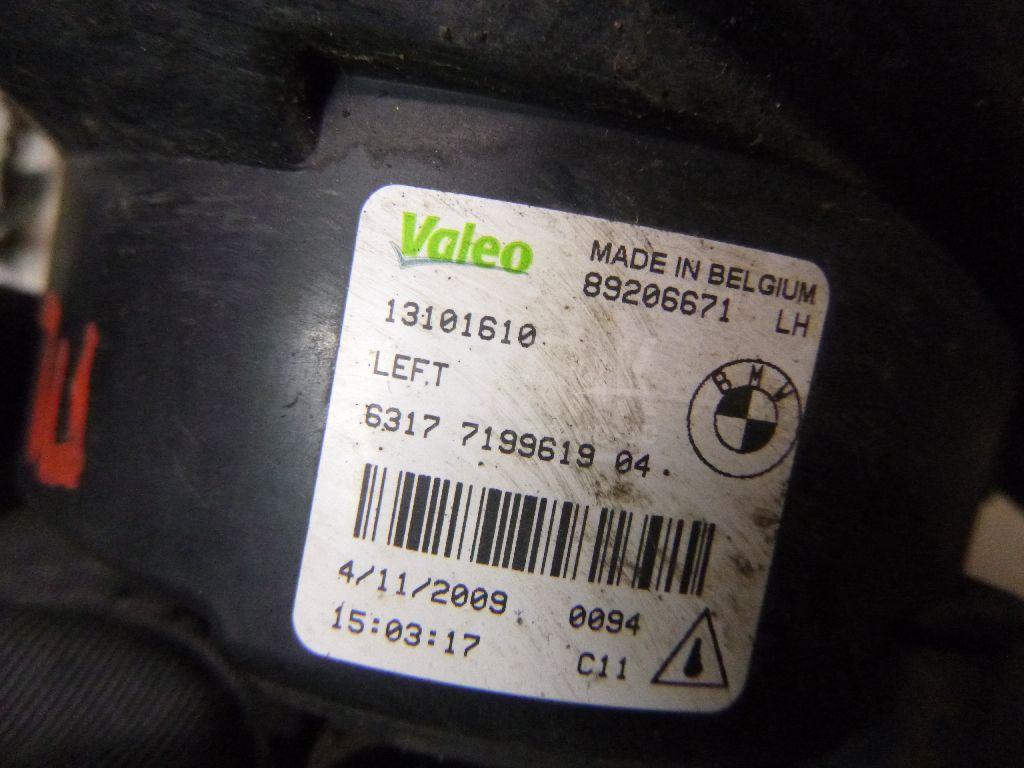 Valeo
MADE IN BELGIUM
89206671 LH
13101610
LEFT
BMW
6317 7199619 04
4/11/2009 0094
15:03:17 C11